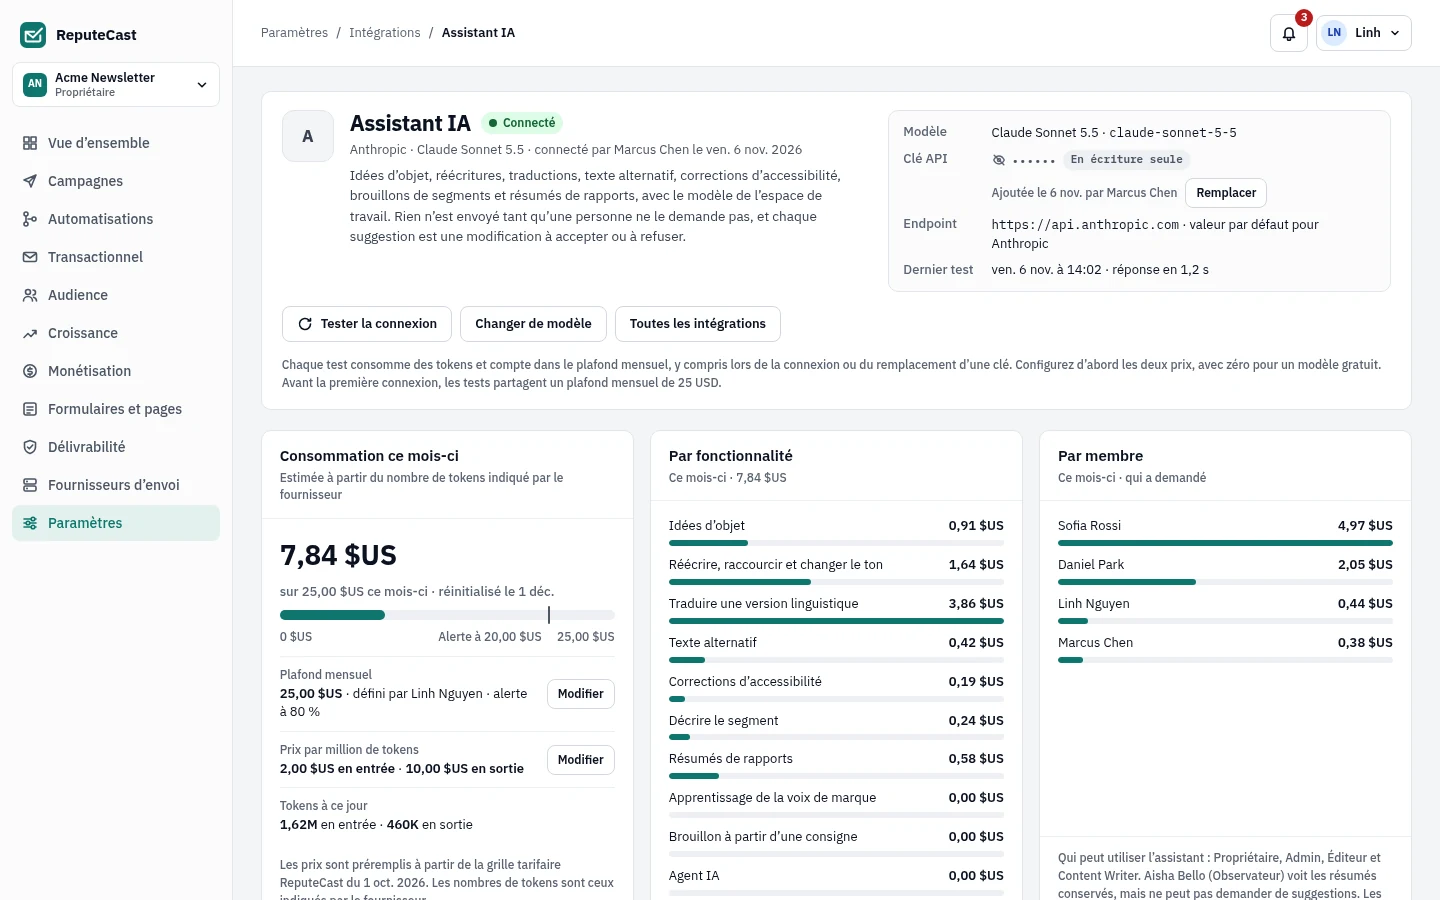 ReputeCast
AN
Acme Newsletter
Propriétaire
Vue d’ensemble
Campagnes
Automatisations
Transactionnel
Audience
Croissance
Monétisation
Formulaires et pages
Délivrabilité
Fournisseurs d’envoi
Paramètres
Paramètres / Intégrations / Assistant IA
3
LN Linh
A
Assistant IA
Connecté
Anthropic · Claude Sonnet 5.5 · connecté par Marcus Chen le ven. 6 nov. 2026
Idées d’objet, réécritures, traductions, texte alternatif, corrections d’accessibilité,
brouillons de segments et résumés de rapports, avec le modèle de l’espace de
travail. Rien n’est envoyé tant qu’une personne ne le demande pas, et chaque
suggestion est une modification à accepter ou à refuser.
Modèle
Claude Sonnet 5.5 · claude-sonnet-5-5
Clé API
•••••• En écriture seule
Ajoutée le 6 nov. par Marcus Chen Remplacer
Endpoint
https://api.anthropic.com · valeur par défaut pour
Anthropic
Dernier test
ven. 6 nov. à 14:02 · réponse en 1,2 s
Tester la connexion
Changer de modèle
Toutes les intégrations
Chaque test consomme des tokens et compte dans le plafond mensuel, y compris lors de la connexion ou du remplacement d’une clé. Configurez d’abord les deux prix, avec zéro pour un modèle gratuit.
Avant la première connexion, les tests partagent un plafond mensuel de 25 USD.
Consommation ce mois-ci
Estimée à partir du nombre de tokens indiqué par le
fournisseur
7,84 $US
sur 25,00 $US ce mois-ci · réinitialisé le 1 déc.
0 $US
Alerte à 20,00 $US
25,00 $US
Plafond mensuel
25,00 $US · défini par Linh Nguyen · alerte
à 80 %
Modifier
Prix par million de tokens
2,00 $US en entrée · 10,00 $US en sortie
Modifier
Tokens à ce jour
1,62M en entrée · 460K en sortie
Les prix sont préremplis à partir de la grille tarifaire
ReputeCast du 1 oct. 2026. Les nombres de tokens sont ceux
indiqués par le fournisseur.
Par fonctionnalité
Ce mois-ci · 7,84 $US
Idées d’objet 0,91 $US
Réécrire, raccourcir et changer le ton 1,64 $US
Traduire une version linguistique 3,86 $US
Texte alternatif 0,42 $US
Corrections d’accessibilité 0,19 $US
Décrire le segment 0,24 $US
Résumés de rapports 0,58 $US
Apprentissage de la voix de marque 0,00 $US
Brouillon à partir d’une consigne 0,00 $US
Agent IA 0,00 $US
Par membre
Ce mois-ci · qui a demandé
Sofia Rossi 4,97 $US
Daniel Park 2,05 $US
Linh Nguyen 0,44 $US
Marcus Chen 0,38 $US
Qui peut utiliser l’assistant : Propriétaire, Admin, Éditeur et
Content Writer. Aisha Bello (Observateur) voit les résumés
conservés, mais ne peut pas demander de suggestions. Les